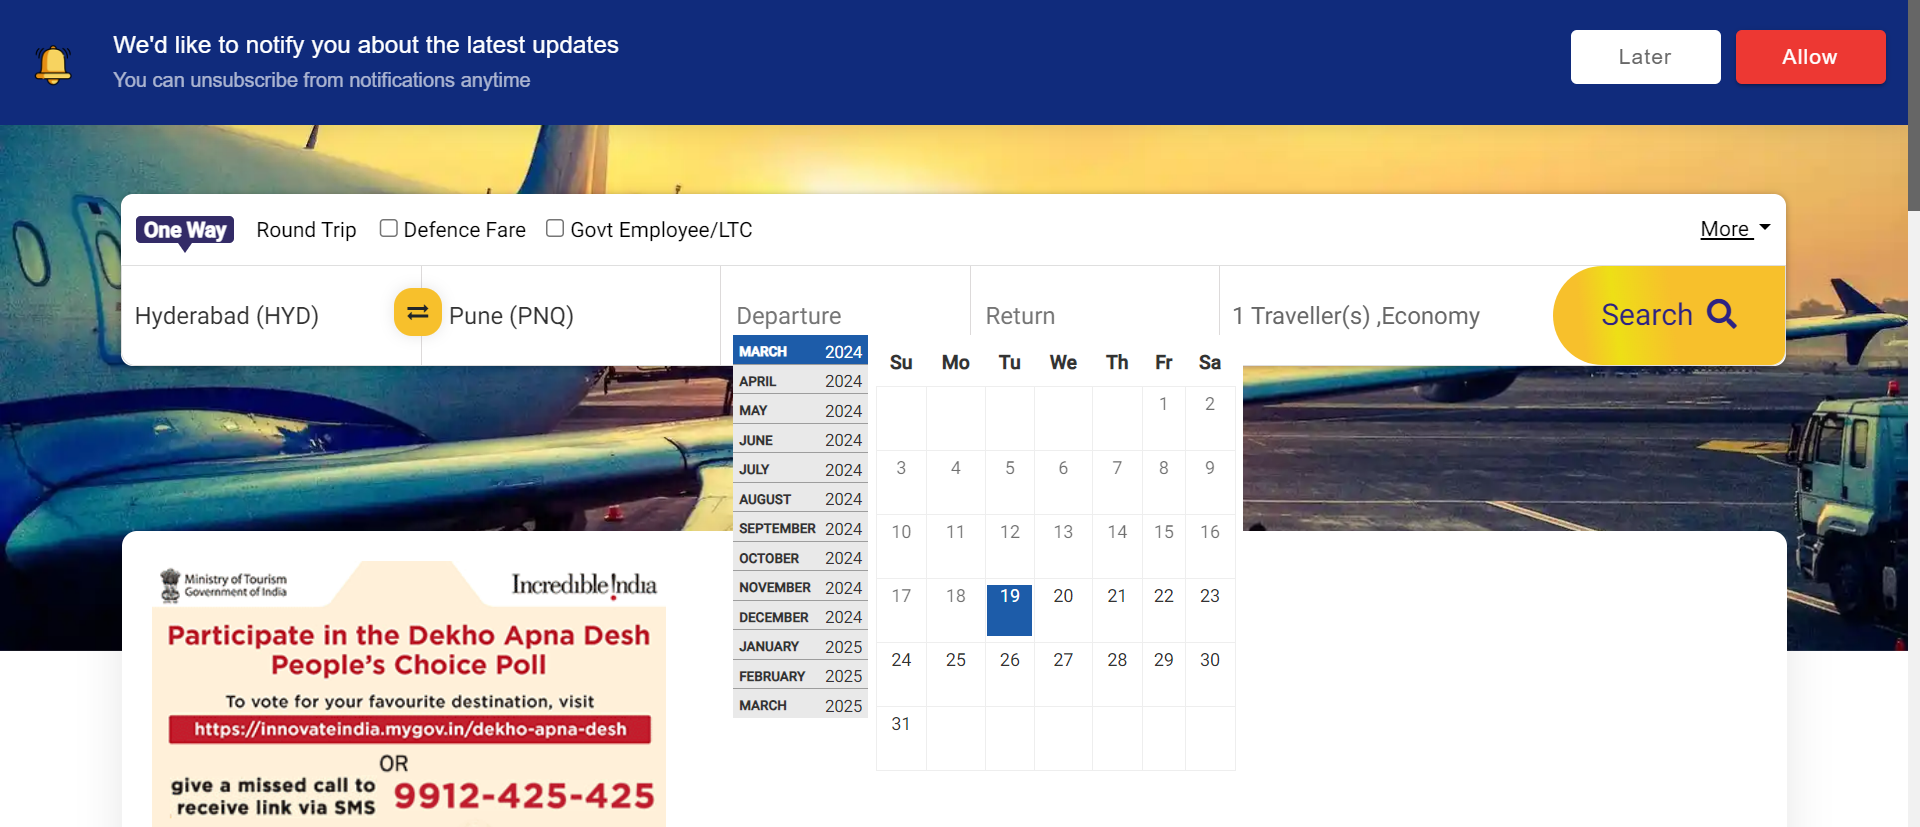 We'd like to notify you about the latest updates
You can unsubscribe from notifications anytime
Later
Allow
One Way
Round Trip
Defence Fare
Govt Employee/LTC
More
Hyderabad (HYD)
Pune (PNQ)
Departure
Return
1 Traveller(s) ,Economy
Search
MARCH 2024
APRIL 2024
MAY 2024
JUNE 2024
JULY 2024
AUGUST 2024
SEPTEMBER 2024
OCTOBER 2024
NOVEMBER 2024
DECEMBER 2024
JANUARY 2025
FEBRUARY 2025
MARCH 2025
Su Mo Tu We Th Fr Sa
1 2
3 4 5 6 7 8 9
10 11 12 13 14 15 16
17 18 19 20 21 22 23
24 25 26 27 28 29 30
31
Ministry of Tourism
Government of India
Incredible !ndia
Participate in the Dekho Apna Desh
People's Choice Poll
To vote for your favourite destination, visit
https://innovateindia.mygov.in/dekho-apna-desh
OR
give a missed call to
receive link via SMS
9912-425-425